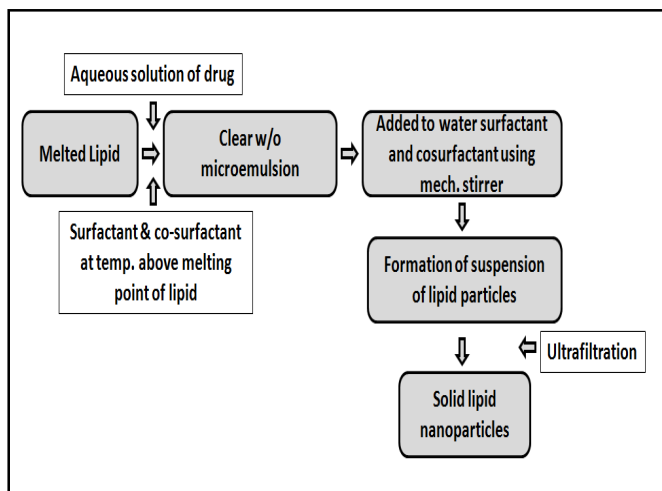 Aqueous solution of drug
Melted Lipid
Surfactant & co-surfactant
at temp. above melting
point of lipid
Clear w/o
microemulsion
Added to water surfactant
and cosurfactant using
mech. stirrer
Formation of suspension
of lipid particles
Ultrafiltration
Solid lipid
nanoparticles